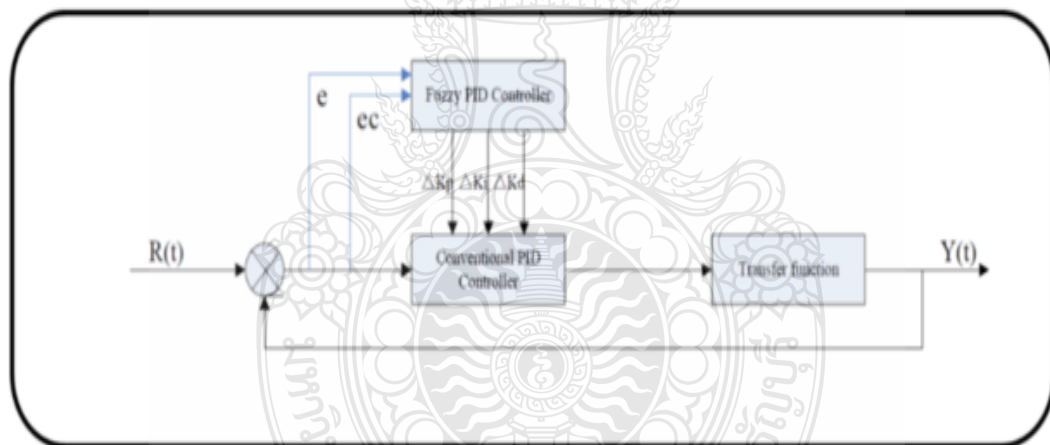 Fuzzy PID Controller
e
ec
ΔKp ΔKi ΔKd
R(t)
Conventional PID
Controller
Transfer function
Y(t)